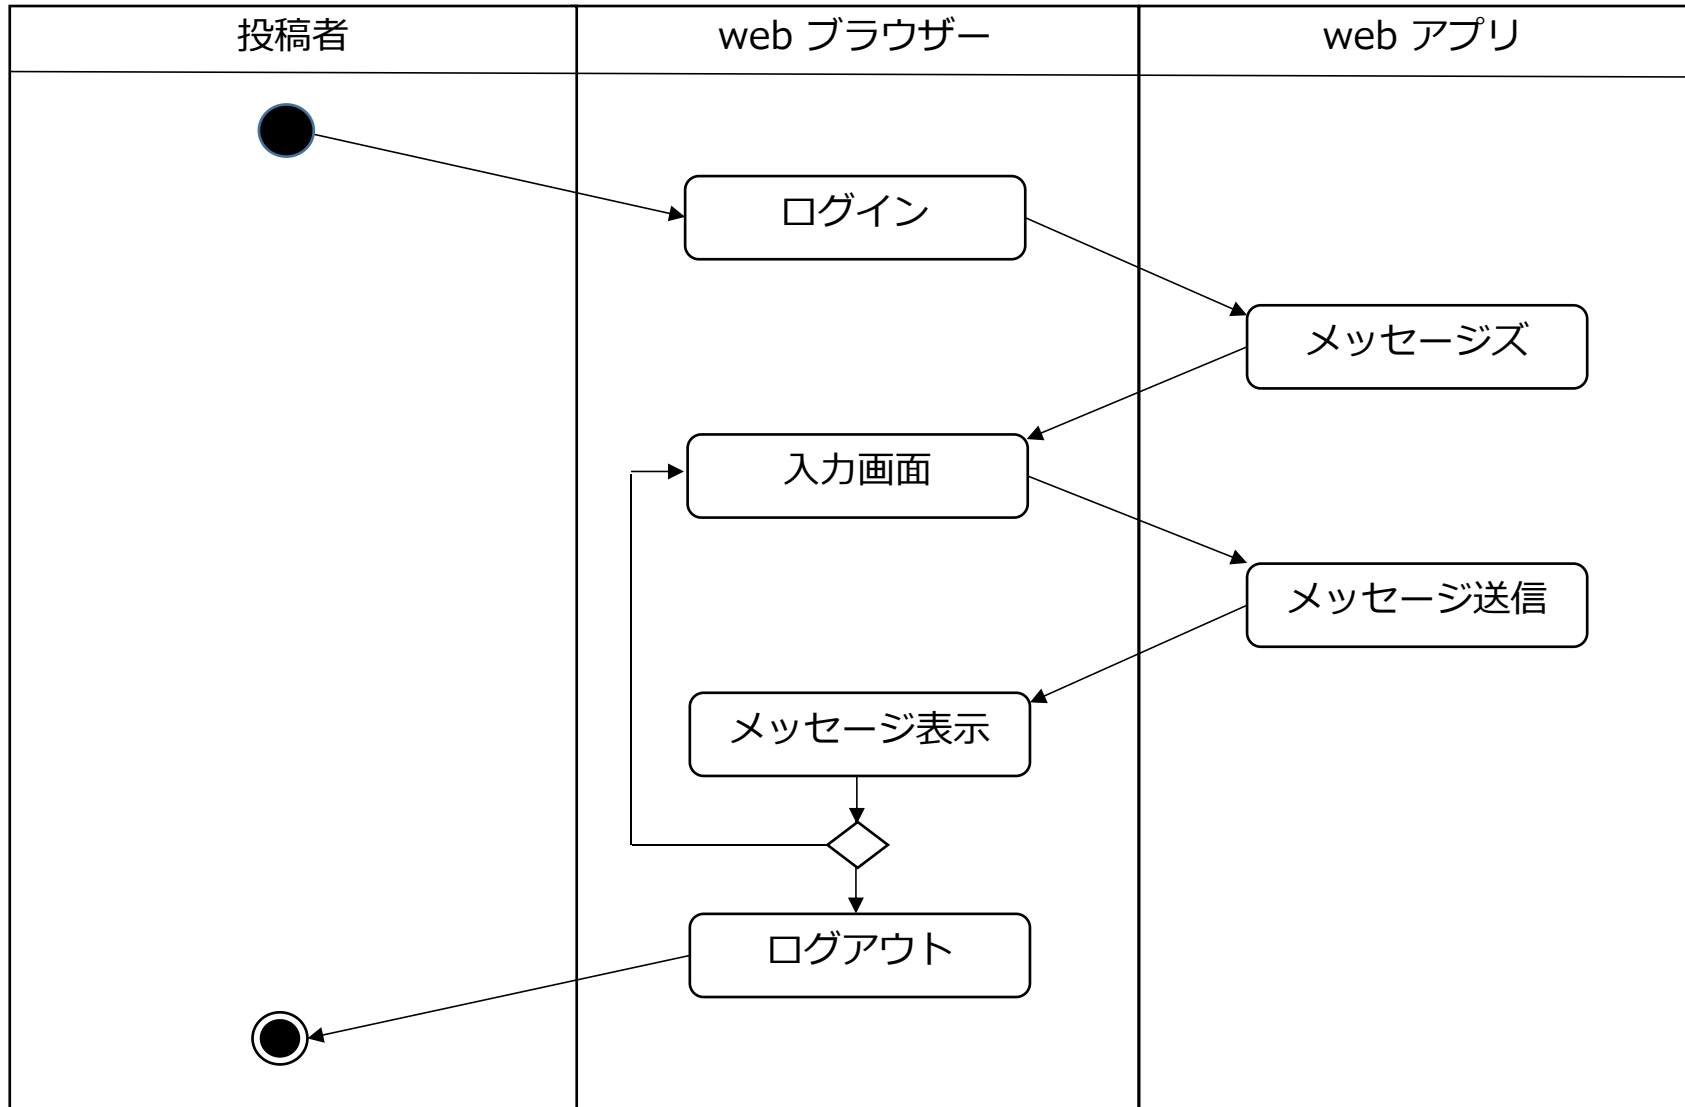 投稿者
web ブラウザー
web アプリ
ログイン
メッセージズ
入力画面
メッセージ送信
メッセージ表示
ログアウト